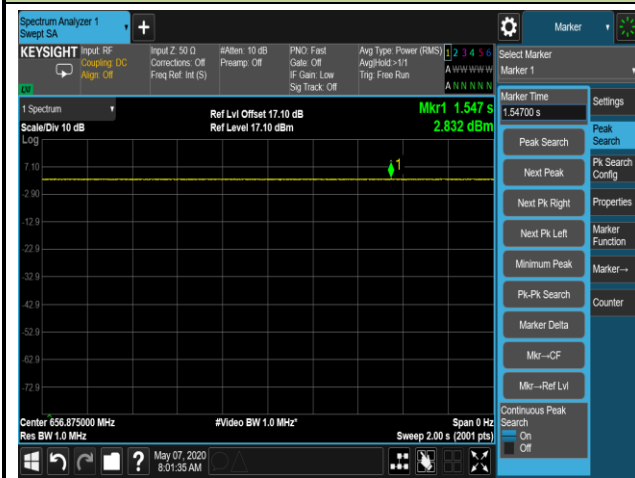 Spectrum Analyzer 1
Swept SA
+
Marker
KEYSIGHT
Input: RF
Coupling: DC
Align: Off
Input Z: 50 Ω
Corrections: Off
Freq Ref: Int (S)
#Atten: 10 dB
Preamp: Off
PNO: Fast
Gate: Off
IF Gain: Low
Sig Track: Off
Avg Type: Power (RMS)
Avg|Hold >1/1
Trig: Free Run
1 2 3 4 5 6
A W W W W W
A N N N N N
LXI
Select Marker
Marker 1
1 Spectrum
Scale/Div 10 dB
Log
Ref Lvl Offset 17.10 dB
Ref Level 17.10 dBm
Mkr1 1.547 s
2.832 dBm
1
7.10
-2.90
-12.9
-22.9
-32.9
-42.9
-52.9
-62.9
-72.9
Center 656.875000 MHz
Res BW 1.0 MHz
#Video BW 1.0 MHz*
Span 0 Hz
Sweep 2.00 s (2001 pts)
Marker Time
1.54700 s
Peak Search
Next Peak
Next Pk Right
Next Pk Left
Minimum Peak
Pk-Pk Search
Marker Delta
Mkr→CF
Mkr→Ref Lvl
Continuous Peak
Search
On
Off
Settings
Peak
Search
Pk Search
Config
Properties
Marker
Function
Marker→
Counter
?
May 07, 2020
8:01:35 AM